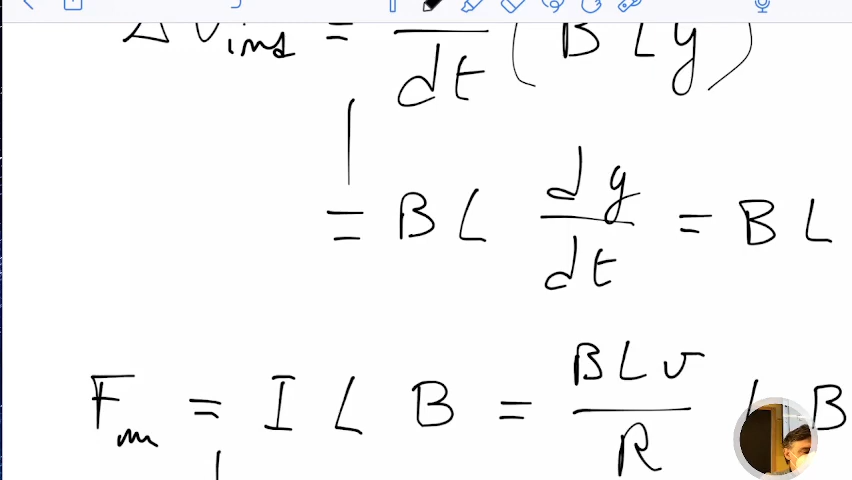 ΔV_ind = d/dt (B L y)
= B L dy/dt = B L
F_m = I L B = BLv/R L B